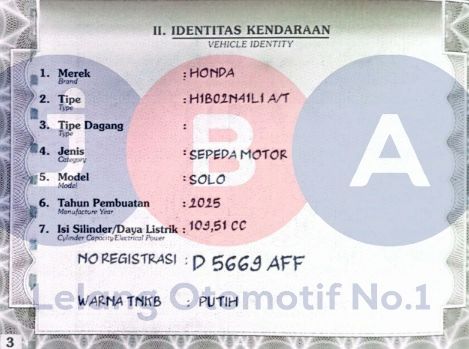 II. IDENTITAS KENDARAAN
VEHICLE IDENTITY
1. Merek : HONDA
Brand
2. Tipe : H1B02N41L1 A/T
Type
3. Tipe Dagang :
Type
4. Jenis : SEPEDA MOTOR
Category
5. Model : SOLO
Model
6. Tahun Pembuatan : 2025
Manufacture Year
7. Isi Silinder/Daya Listrik : 109,51 CC
Cylinder Capacity/Electrical Power
NO REGISTRASI : D 5669 AFF
WARNA TNKB : PUTIH
iBA
Lelang Otomotif No.1
3